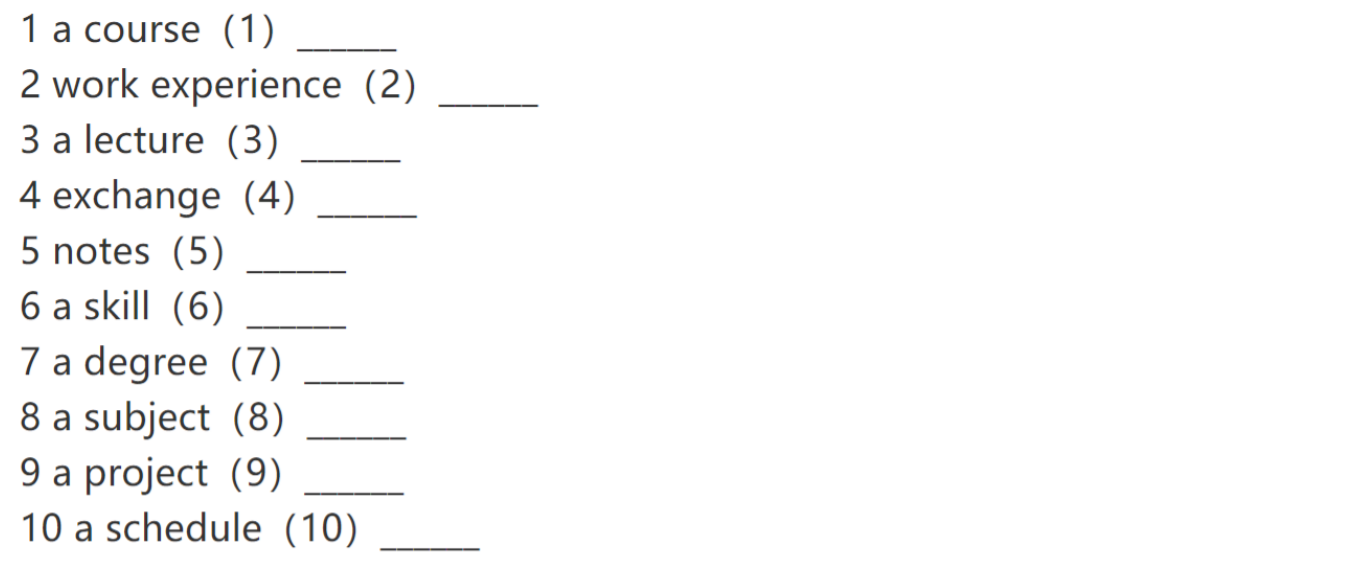 1 a course (1) ______
2 work experience (2) ______
3 a lecture (3) ______
4 exchange (4) ______
5 notes (5) ______
6 a skill (6) ______
7 a degree (7) ______
8 a subject (8) ______
9 a project (9) ______
10 a schedule (10) ______